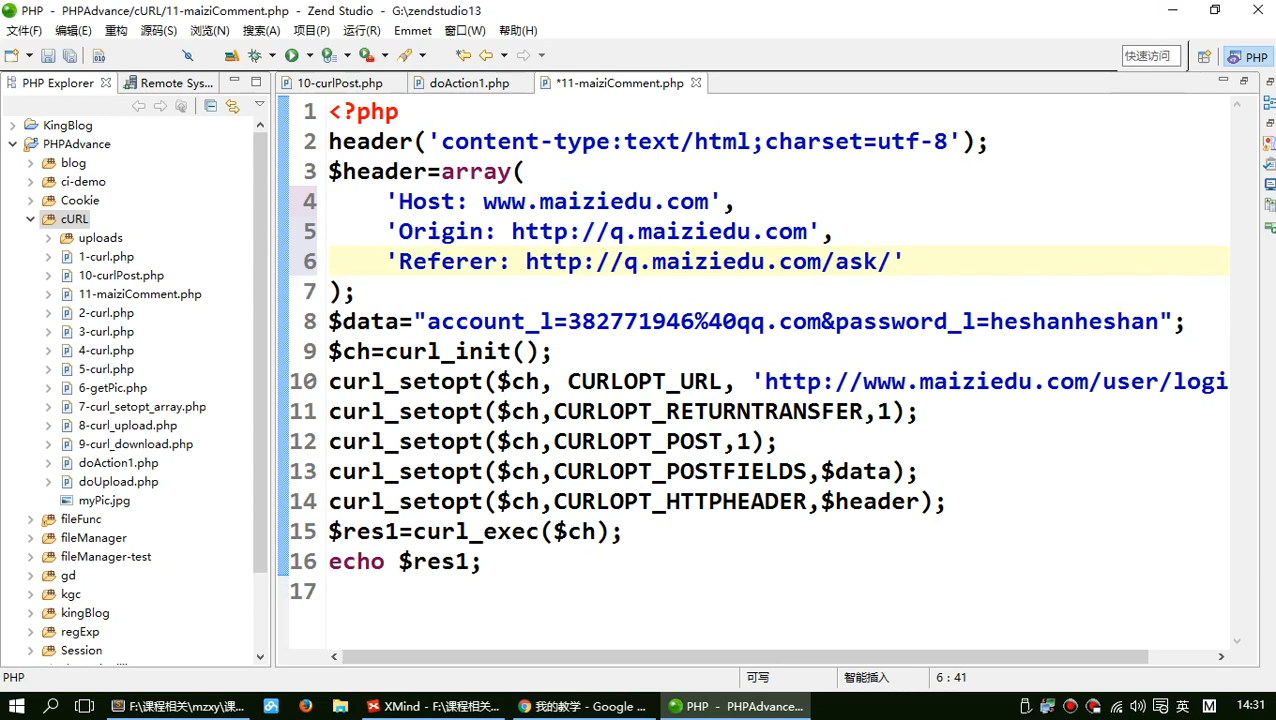 PHP - PHPAdvance/cURL/11-maiziComment.php - Zend Studio - G:\zendstudio13
文件(F) 编辑(E) 重构 源码(S) 浏览(N) 搜索(A) 项目(P) 运行(R) Emmet 窗口(W) 帮助(H)
快速访问 PHP
PHP Explorer Remote Sys... 10-curlPost.php doAction1.php *11-maiziComment.php
KingBlog
PHPAdvance
blog
ci-demo
Cookie
cURL
uploads
1-curl.php
10-curlPost.php
11-maiziComment.php
2-curl.php
3-curl.php
4-curl.php
5-curl.php
6-getPic.php
7-curl_setopt_array.php
8-curl_upload.php
9-curl_download.php
doAction1.php
doUpload.php
myPic.jpg
fileFunc
fileManager
fileManager-test
gd
kgc
kingBlog
regExp
Session
1 <?php
2 header('content-type:text/html;charset=utf-8');
3 $header=array(
4 'Host: www.maiziedu.com',
5 'Origin: http://q.maiziedu.com',
6 'Referer: http://q.maiziedu.com/ask/'
7 );
8 $data="account_l=382771946%40qq.com&password_l=heshanheshan";
9 $ch=curl_init();
10 curl_setopt($ch, CURLOPT_URL, 'http://www.maiziedu.com/user/logi
11 curl_setopt($ch,CURLOPT_RETURNTRANSFER,1);
12 curl_setopt($ch,CURLOPT_POST,1);
13 curl_setopt($ch,CURLOPT_POSTFIELDS,$data);
14 curl_setopt($ch,CURLOPT_HTTPHEADER,$header);
15 $res1=curl_exec($ch);
16 echo $res1;
17
PHP 可写 智能插入 6 : 41
F:\课程相关\mzxy\课... XMind - F:\课程相关... 我的教学 - Google ... PHP - PHPAdvance... 英 M 14:31